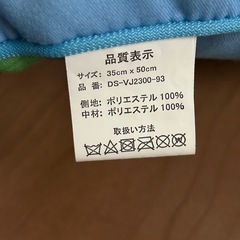 品質表示
サイズ: 35cm x 50cm
品 番: DS-VJ2300-93
側地: ポリエステル 100%
中材: ポリエステル 100%
取扱い方法